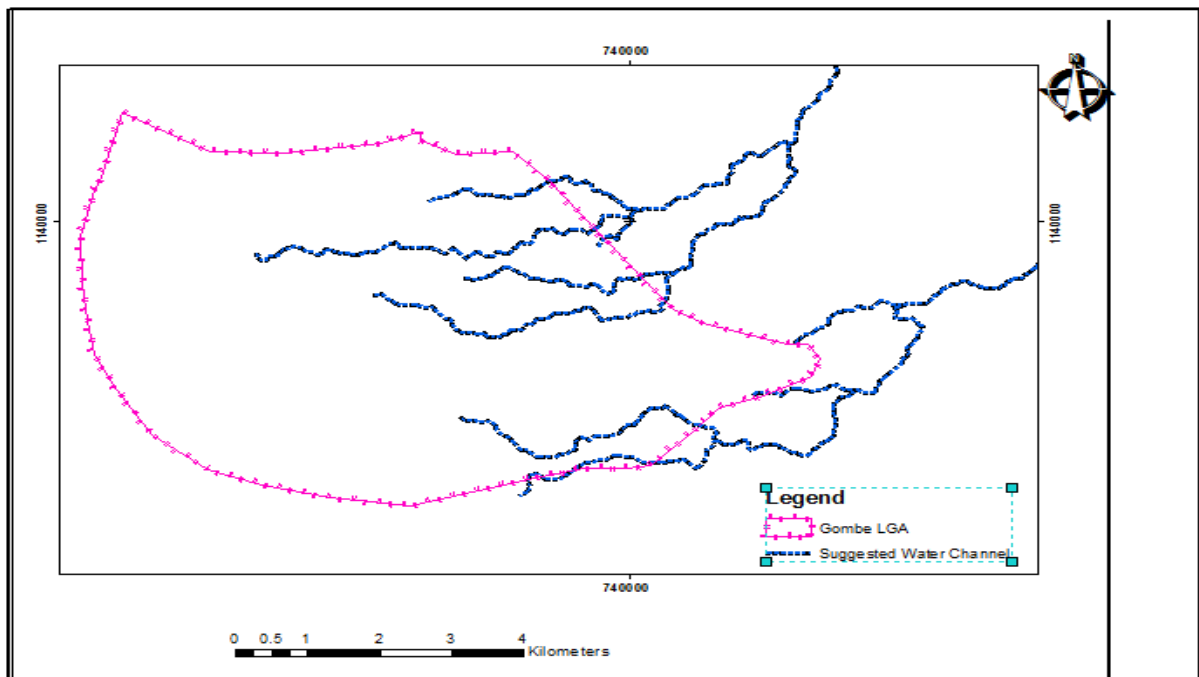 740000
N
1140000
1140000
Legend
Gombe LGA
Suggested Water Channel
740000
0 0.5 1 2 3 4
Kilometers